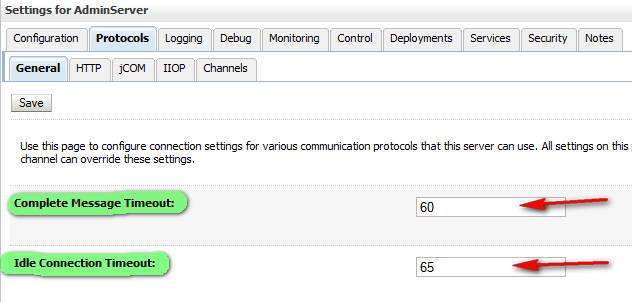 Settings for AdminServer
Configuration Protocols Logging Debug Monitoring Control Deployments Services Security Notes
General HTTP jCOM IIOP Channels
Save
Use this page to configure connection settings for various communication protocols that this server can use. All settings on this
channel can override these settings.
Complete Message Timeout: 60
Idle Connection Timeout: 65